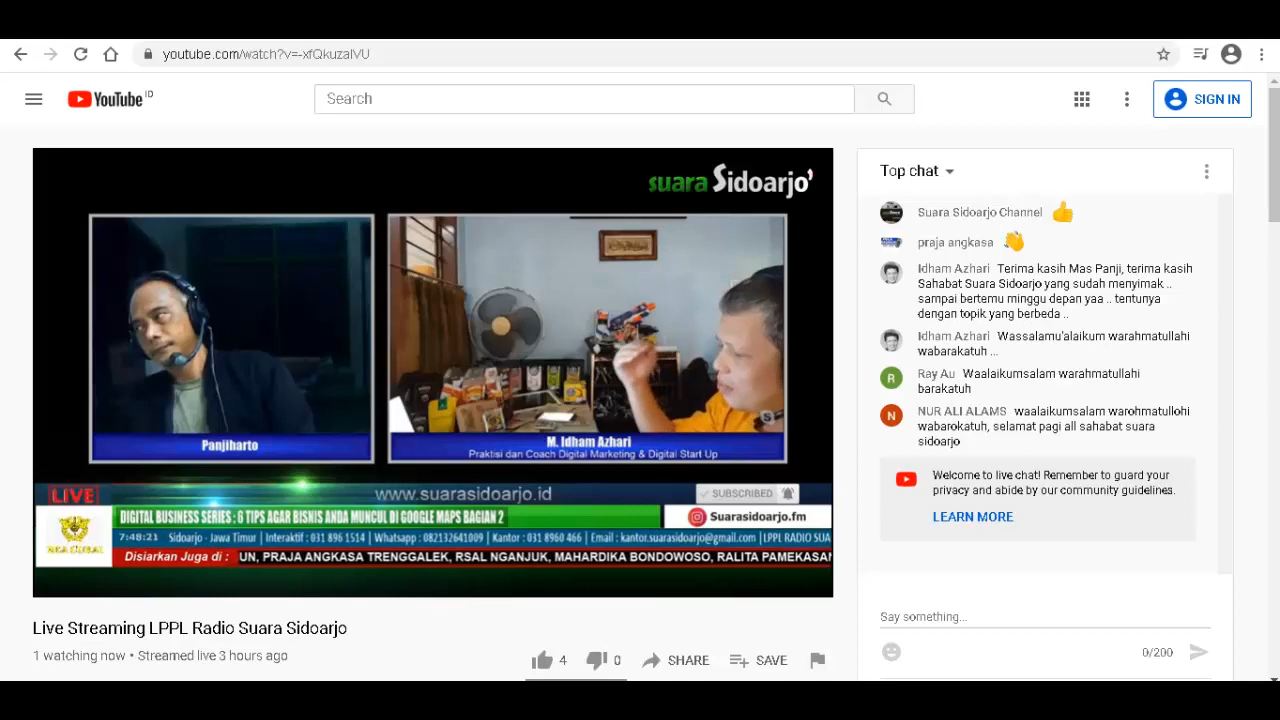 youtube.com/watch?v=-xfQkuzaIVU
YouTube ID
Search
SIGN IN
suara Sidoarjo
Panjiharto
M. Idham Azhari
Praktisi dan Coach Digital Marketing & Digital Start Up
LIVE
www.suarasidoarjo.id
SUBSCRIBED
DIGITAL BUSINESS SERIES : 6 TIPS AGAR BISNIS ANDA MUNCUL DI GOOGLE MAPS BAGIAN 2
Suarasidoarjo.fm
7:48:21 Sidoarjo - Jawa Timur | Interaktif : 031 896 1514 | Whatsapp : 082132641009 | Kantor : 031 8960 466 | Email : kantor.suarasidoarjo@gmail.com | LPPL RADIO SUA
Disiarkan Juga di : UN, PRAJA ANGKASA TRENGGALEK, RSAL NGANJUK, MAHARDIKA BONDOWOSO, RALITA PAMEKASAN
Live Streaming LPPL Radio Suara Sidoarjo
1 watching now • Streamed live 3 hours ago
4 0 SHARE SAVE
Top chat
Suara Sidoarjo Channel
praja angkasa
Idham Azhari Terima kasih Mas Panji, terima kasih
Sahabat Suara Sidoarjo yang sudah menyimak ..
sampai bertemu minggu depan yaa .. tentunya
dengan topik yang berbeda ..
Idham Azhari Wassalamu'alaikum warahmatullahi
wabarakatuh ...
Ray Au Waalaikumsalam warahmatullahi
barakatuh
NUR ALI ALAMS waalaikumsalam warohmatullohi
wabarokatuh, selamat pagi all sahabat suara
sidoarjo
Welcome to live chat! Remember to guard your
privacy and abide by our community guidelines.
LEARN MORE
Say something...
0/200